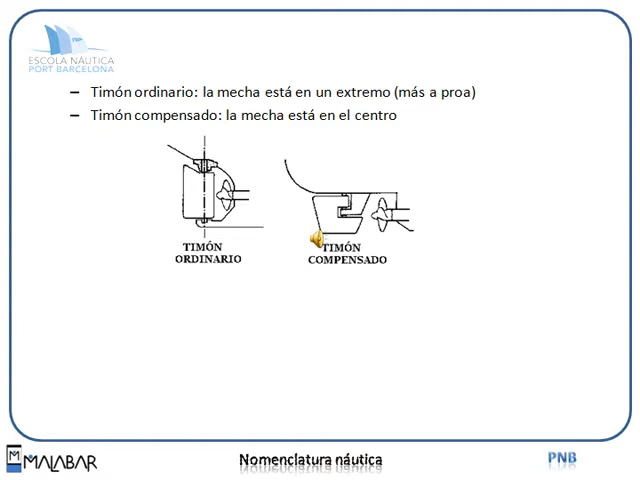 ESCOLA NÀUTICA
PORT BARCELONA
– Timón ordinario: la mecha está en un extremo (más a proa)
– Timón compensado: la mecha está en el centro
TIMÓN
ORDINARIO
TIMÓN
COMPENSADO
MALABAR
Nomenclatura náutica
PNB